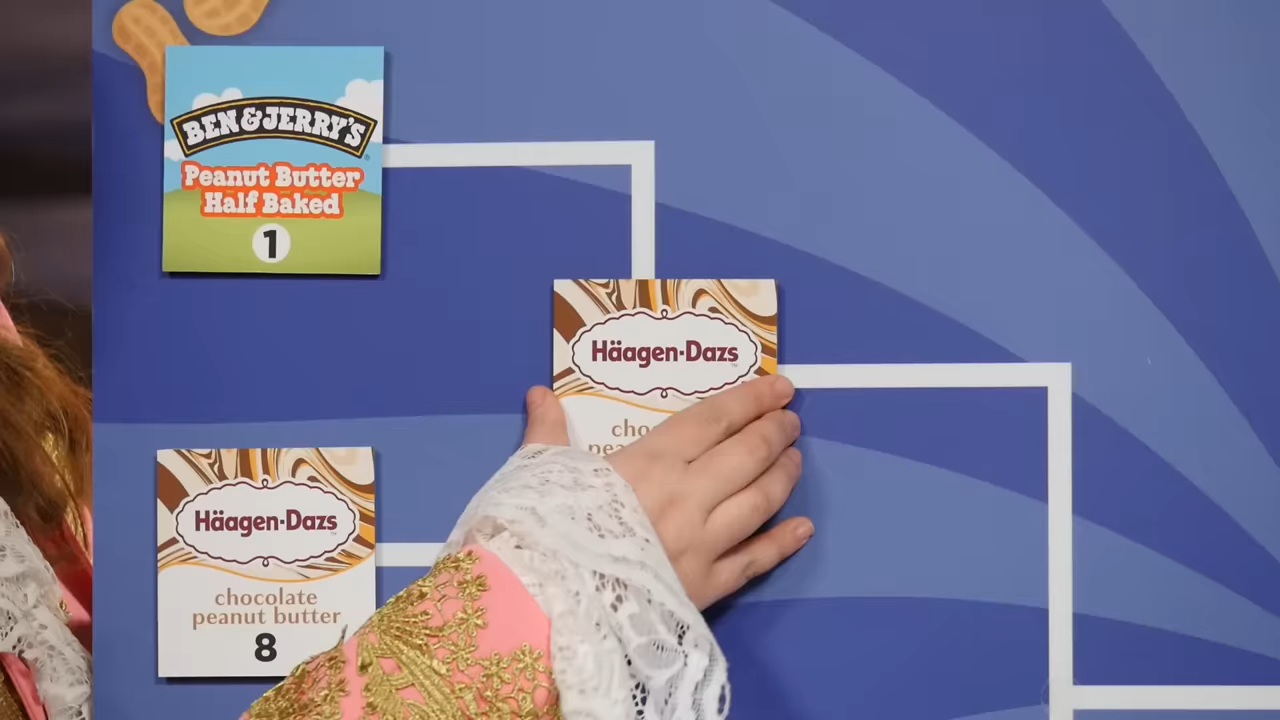 BEN & JERRY'S
Peanut Butter
Half Baked
1
Häagen-Dazs
Häagen-Dazs
chocolate
peanut butter
8